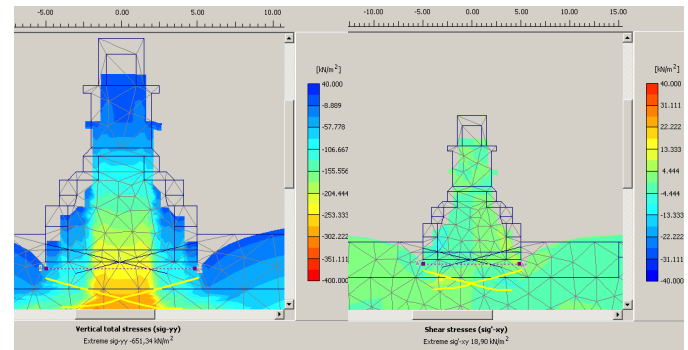 -5.00 0.00 5.00 10.00
[kN/m²]
40.000
-8.889
-57.778
-106.667
-155.556
-204.444
-253.333
-302.222
-351.111
-400.000
Vertical total stresses (sig-yy)
Extreme sig-yy -651,34 kN/m²
-10.00 -5.00 0.00 5.00 10.00 15.00
[kN/m²]
40.000
31.111
22.222
13.333
4.444
-4.444
-13.333
-22.222
-31.111
-40.000
Shear stresses (sig'-xy)
Extreme sig'-xy 18,90 kN/m²